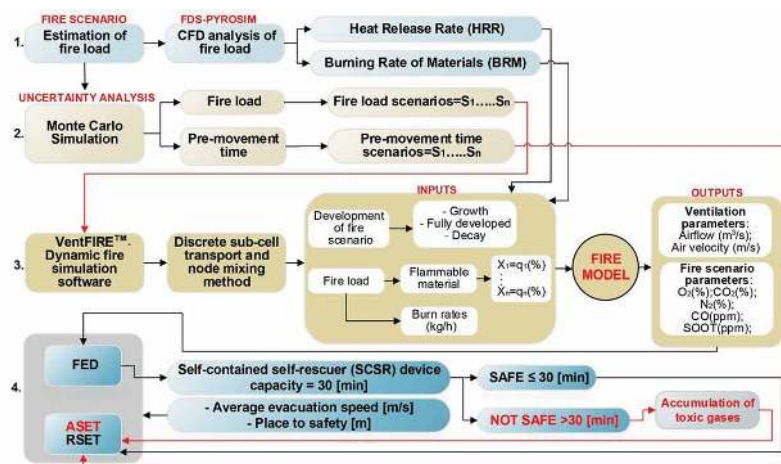 FIRE SCENARIO
FDS-PYROSIM
1.
Estimation of
fire load
CFD analysis of
fire load
Heat Release Rate (HRR)
Burning Rate of Materials (BRM)
UNCERTAINTY ANALYSIS
2.
Monte Carlo
Simulation
Fire load
Fire load scenarios=S₁.....Sₙ
Pre-movement
time
Pre-movement time
scenarios=S₁.....Sₙ
INPUTS
OUTPUTS
3.
VentFIRE™-
Dynamic fire
simulation
software
Discrete sub-cell
transport and
node mixing
method
Development of fire
scenario
- Growth
- Fully developed
- Decay
Fire load
Flammable
material
X₁=q₁(%)
⋮
Xₙ=qₙ(%)
Burn rates
(kg/h)
FIRE
MODEL
Ventilation
parameters:
Airflow (m³/s);
Air velocity (m/s)
Fire scenario
parameters:
O₂(%);CO₂(%);
N₂(%);
CO(ppm);
SOOT(ppm);
4.
FED
Self-contained self-rescuer (SCSR) device
capacity = 30 [min]
SAFE ≤ 30 [min]
- Average evacuation speed [m/s]
- Place to safety [m]
NOT SAFE >30 [min]
Accumulation of
toxic gases
ASET
RSET